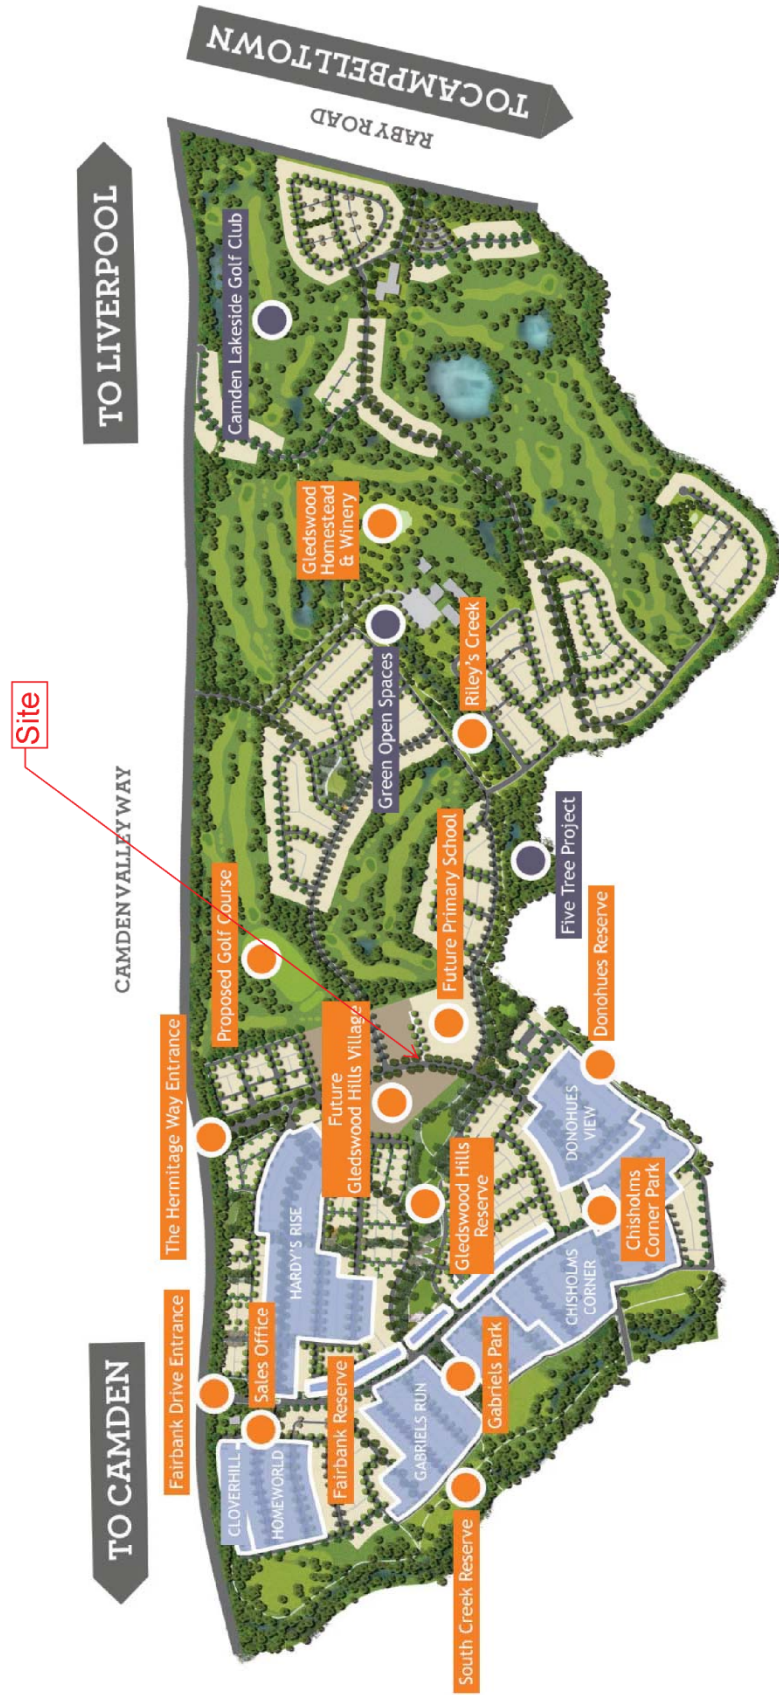 TO CAMPBELLTOWN
RABY ROAD
TO LIVERPOOL
Camden Lakeside Golf Club
Gledswood
Homestead
& Winery
Green Open Spaces
Riley's Creek
Site
CAMDEN VALLEY WAY
Proposed Golf Course
Future Primary School
Five Tree Project
Donohues Reserve
The Hermitage Way Entrance
Future
Gledswood Hills Village
DONOHUES
VIEW
Gledswood Hills
Reserve
Chisholms
Corner Park
HARDY'S RISE
CHISHOLMS
CORNER
TO CAMDEN
Fairbank Drive Entrance
Sales Office
Fairbank Reserve
Gabriels Park
GABRIELS RUN
CLOVERHILL
HOMEWORLD
South Creek Reserve